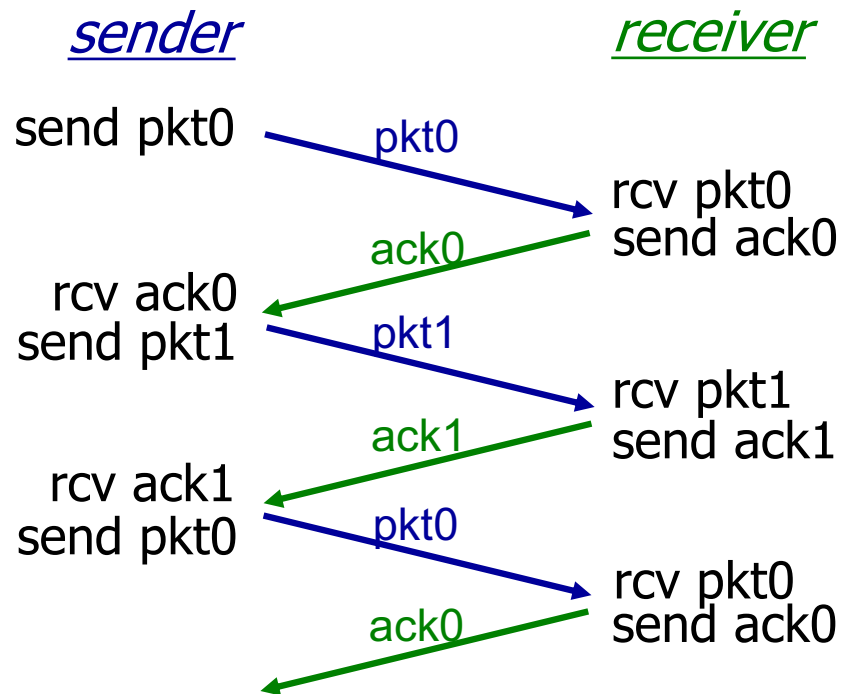 sender
receiver
send pkt0
pkt0
rcv pkt0
send ack0
ack0
rcv ack0
send pkt1
pkt1
rcv pkt1
send ack1
ack1
rcv ack1
send pkt0
pkt0
rcv pkt0
send ack0
ack0